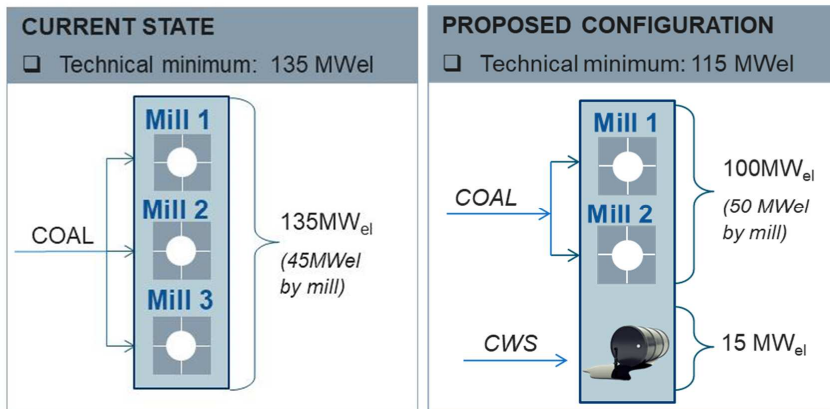 CURRENT STATE
❑ Technical minimum: 135 MWel
Mill 1
Mill 2
COAL
Mill 3
135MWel
(45MWel
by mill)
PROPOSED CONFIGURATION
❑ Technical minimum: 115 MWel
Mill 1
COAL
Mill 2
100MWel
(50 MWel
by mill)
CWS
15 MWel